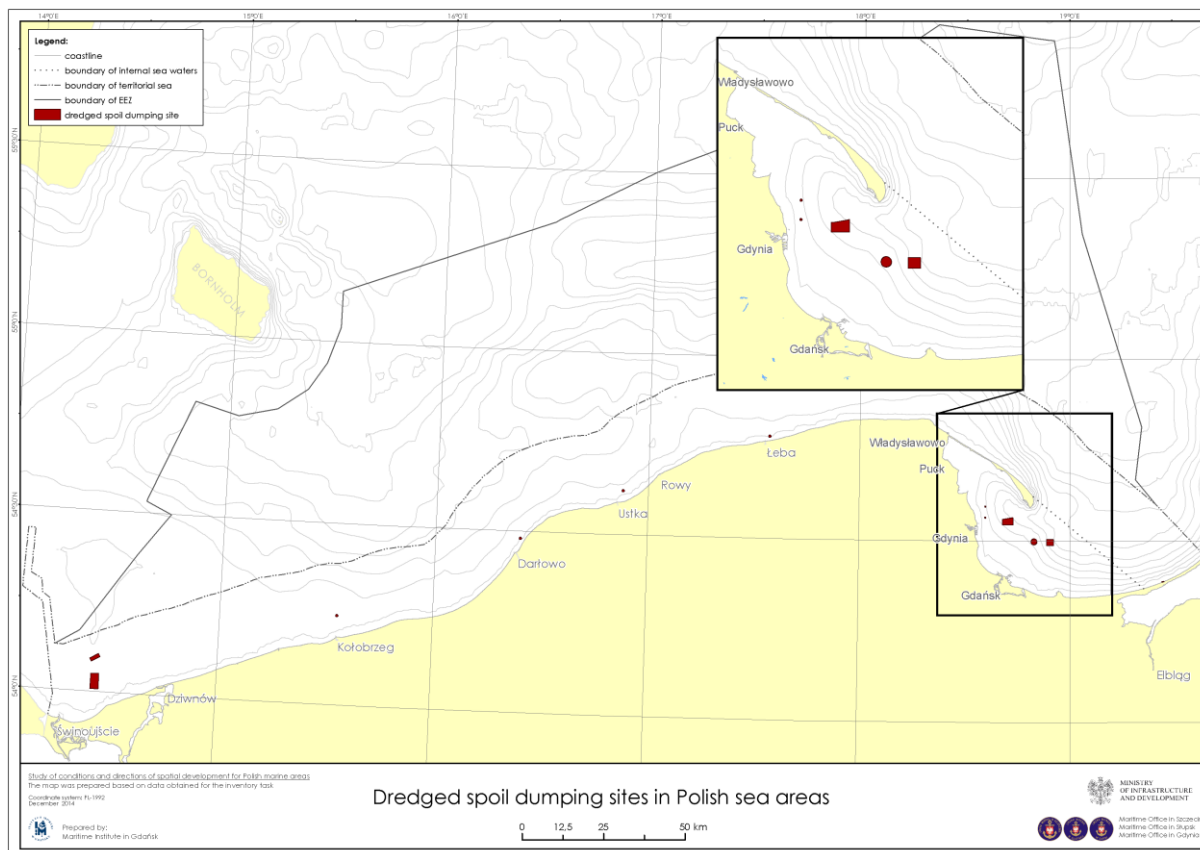 14°0'E 15°0'E 16°0'E 17°0'E 18°0'E 19°0'E
Legend:
coastline
boundary of internal sea waters
boundary of territorial sea
boundary of EEZ
dredged spoil dumping site
Władysławowo
Puck
Gdynia
Gdańsk
BORNHOLM
Władysławowo
Łeba
Puck
Rowy
Ustka
Gdynia
Darłowo
Gdańsk
Kołobrzeg
Elbląg
Dziwnów
Świnoujście
Study of conditions and directions of spatial development for Polish marine areas
The map was prepared based on data obtained for the inventory task
Coordinate system: PL-1992
December 2014
Prepared by:
Maritime Institute in Gdańsk
Dredged spoil dumping sites in Polish sea areas
0 12,5 25 50 km
MINISTRY
OF INFRASTRUCTURE
AND DEVELOPMENT
Maritime Office in Szczecin
Maritime Office in Słupsk
Maritime Office in Gdynia